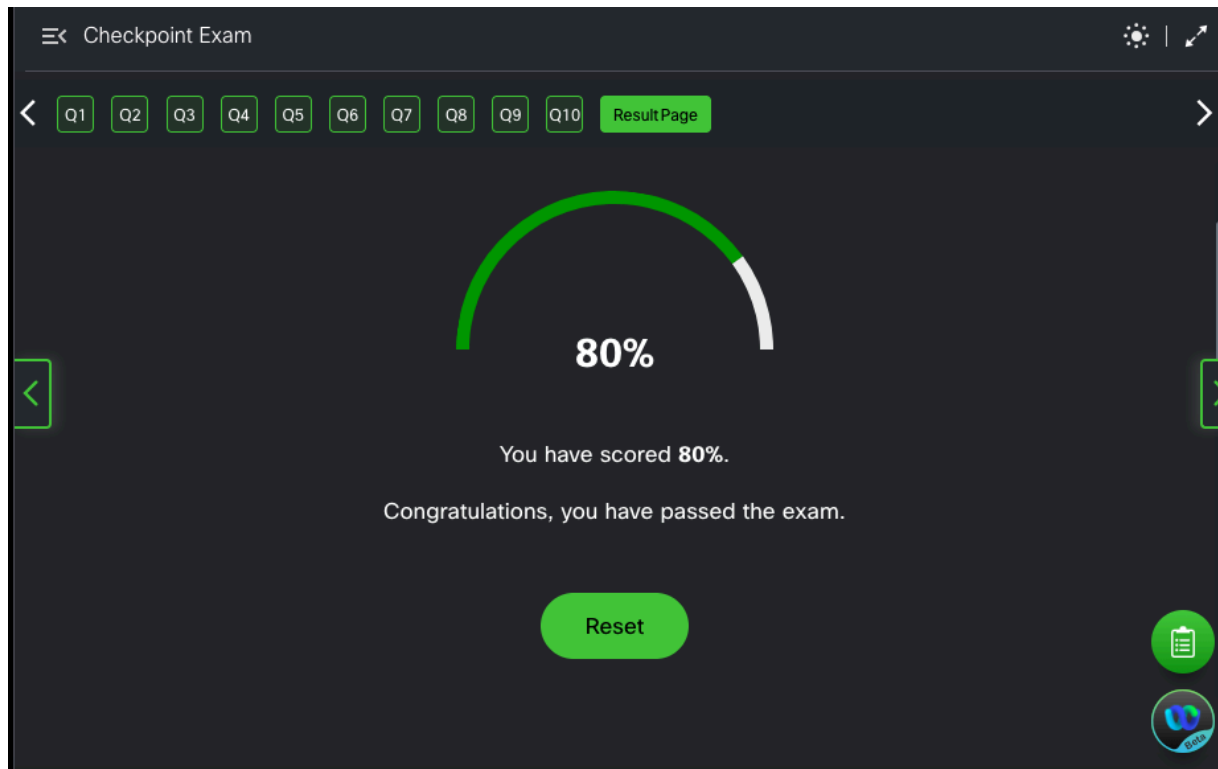 Checkpoint Exam
Q1 Q2 Q3 Q4 Q5 Q6 Q7 Q8 Q9 Q10 Result Page
80%
You have scored 80%.
Congratulations, you have passed the exam.
Reset
Beta